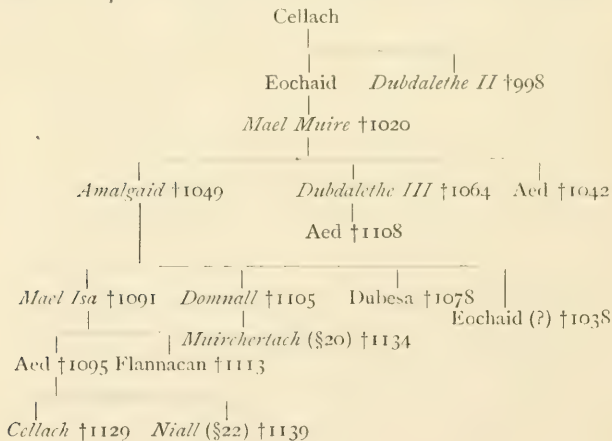 Cellach
Eochaid Dubdalethe II †998
Mael Muire †1020
Amalgaid †1049 Dubdalethe III †1064 Aed †1042
Aed †1108
Mael Isa †1091 Domnall †1105 Dubesa †1078
Eochaid (?) †1038
Muirchertach (§20) †1134
Aed †1095 Flannacan †1113
Cellach †1129 Niall (§22) †1139